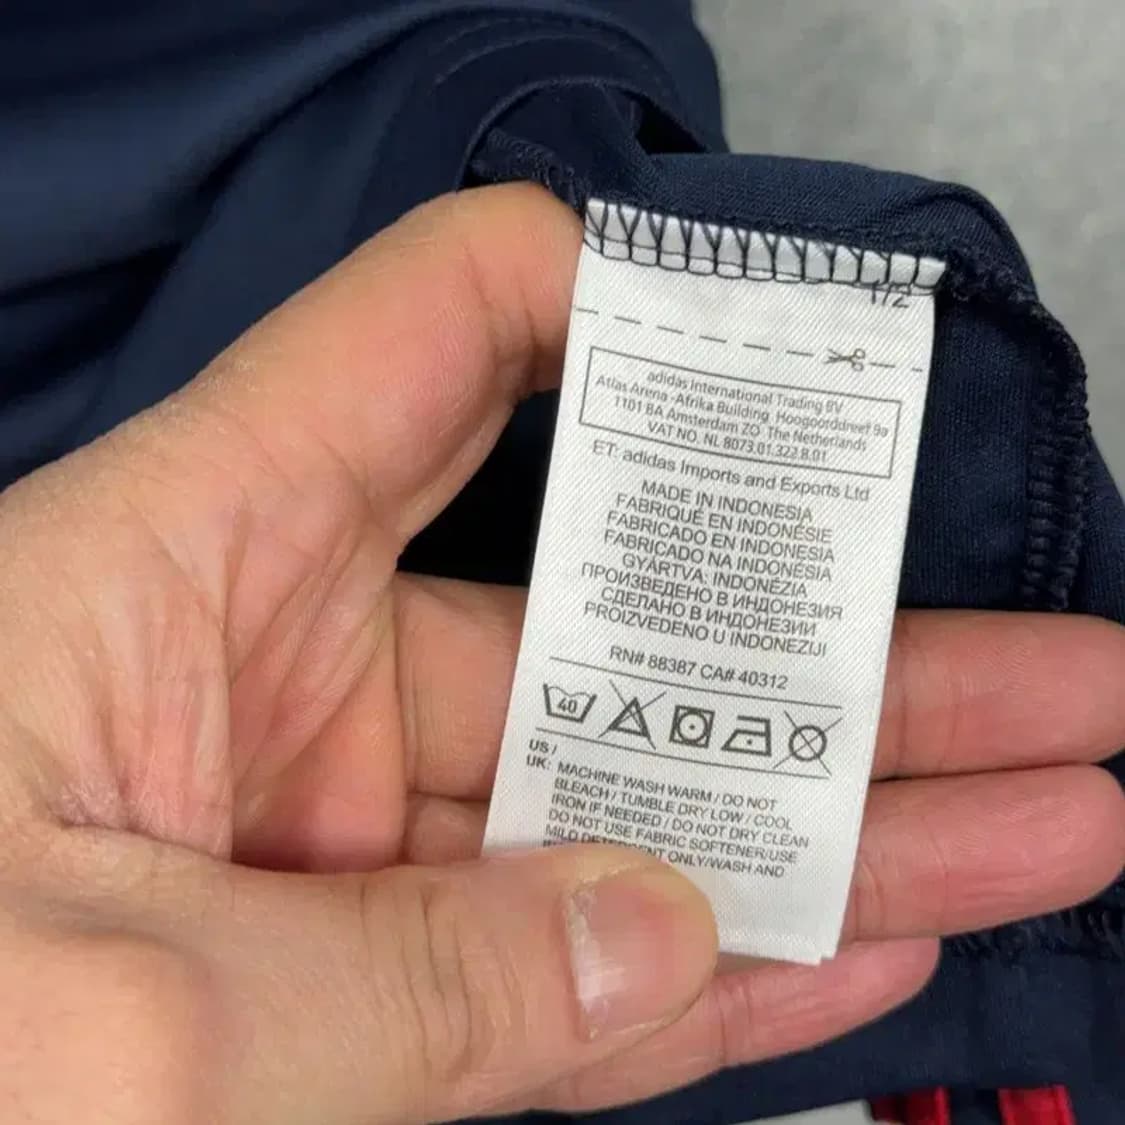 1/2
adidas International Trading BV
Atlas Arena -Afrika Building Hoogoorddreef 9a
1101 BA Amsterdam ZO The Netherlands
VAT NO. NL 8073.01.322.B.01
ET: adidas Imports and Exports Ltd
MADE IN INDONESIA
FABRIQUÉ EN INDONÉSIE
FABRICADO EN INDONESIA
FABRICADO NA INDONÉSIA
GYÁRTVA: INDONÉZIA
ПРОИЗВЕДЕНО В ИНДОНЕЗИЯ
СДЕЛАНО В ИНДОНЕЗИИ
PROIZVEDENO U INDONEZIJI
RN# 88387 CA# 40312
40
US /
UK: MACHINE WASH WARM / DO NOT
BLEACH / TUMBLE DRY LOW / COOL
IRON IF NEEDED / DO NOT DRY CLEAN
DO NOT USE FABRIC SOFTENER/USE
MILD DETERGENT ONLY/WASH AND